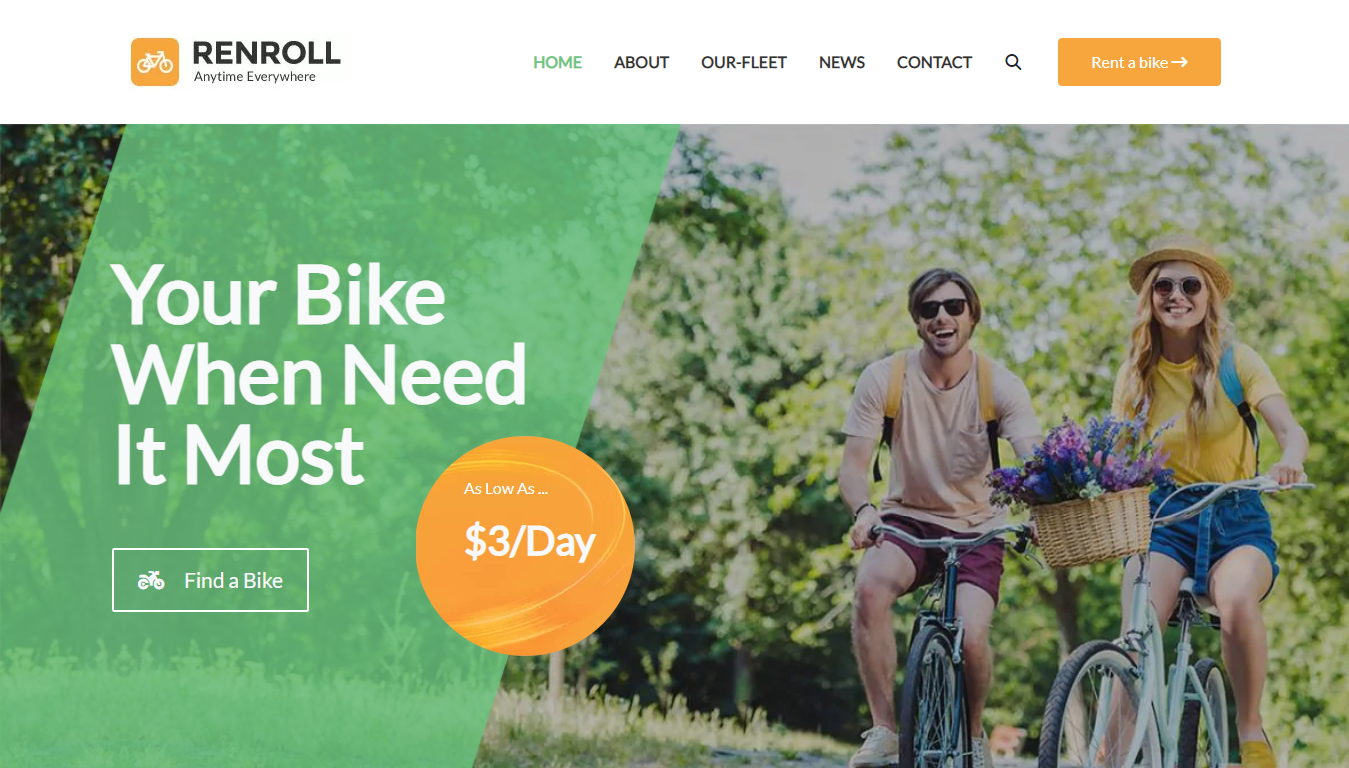 RENROLL
Anytime Everywhere
HOME ABOUT OUR-FLEET NEWS CONTACT
Rent a bike
Your Bike
When Need
It Most
As Low As ...
$3/Day
Find a Bike